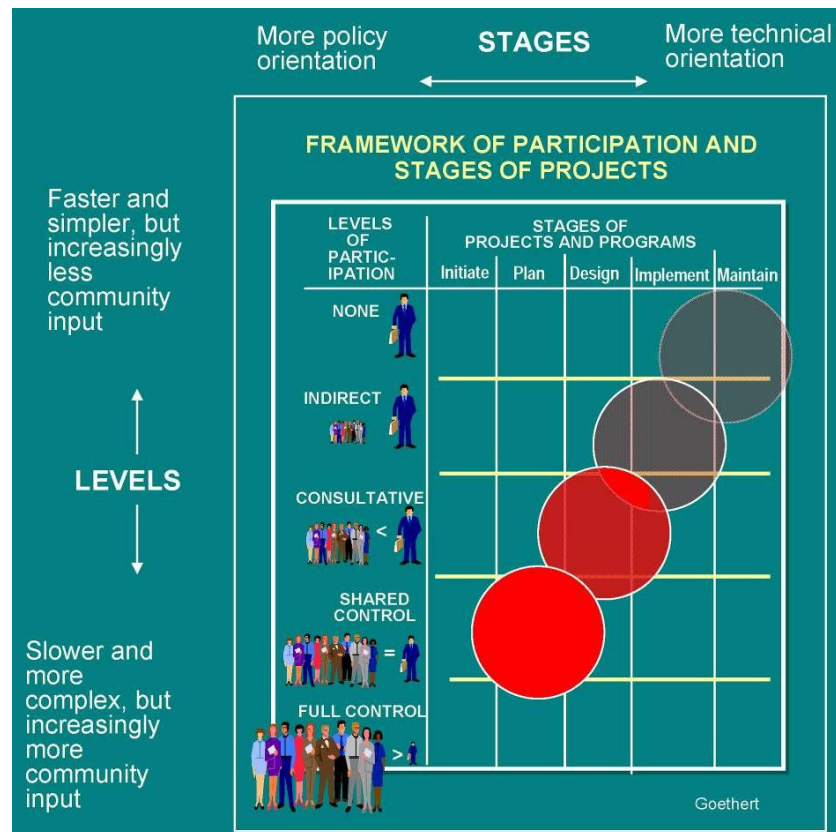 More policy
orientation
STAGES
More technical
orientation
FRAMEWORK OF PARTICIPATION AND
STAGES OF PROJECTS
Faster and
simpler, but
increasingly
less
community
input
LEVELS
Slower and
more
complex, but
increasingly
more
community
input
LEVELS
OF
PARTIC-
IPATION
STAGES OF
PROJECTS AND PROGRAMS
Initiate Plan Design Implement Maintain
NONE
INDIRECT
CONSULTATIVE
<
SHARED
CONTROL
=
FULL CONTROL
>
Goethert